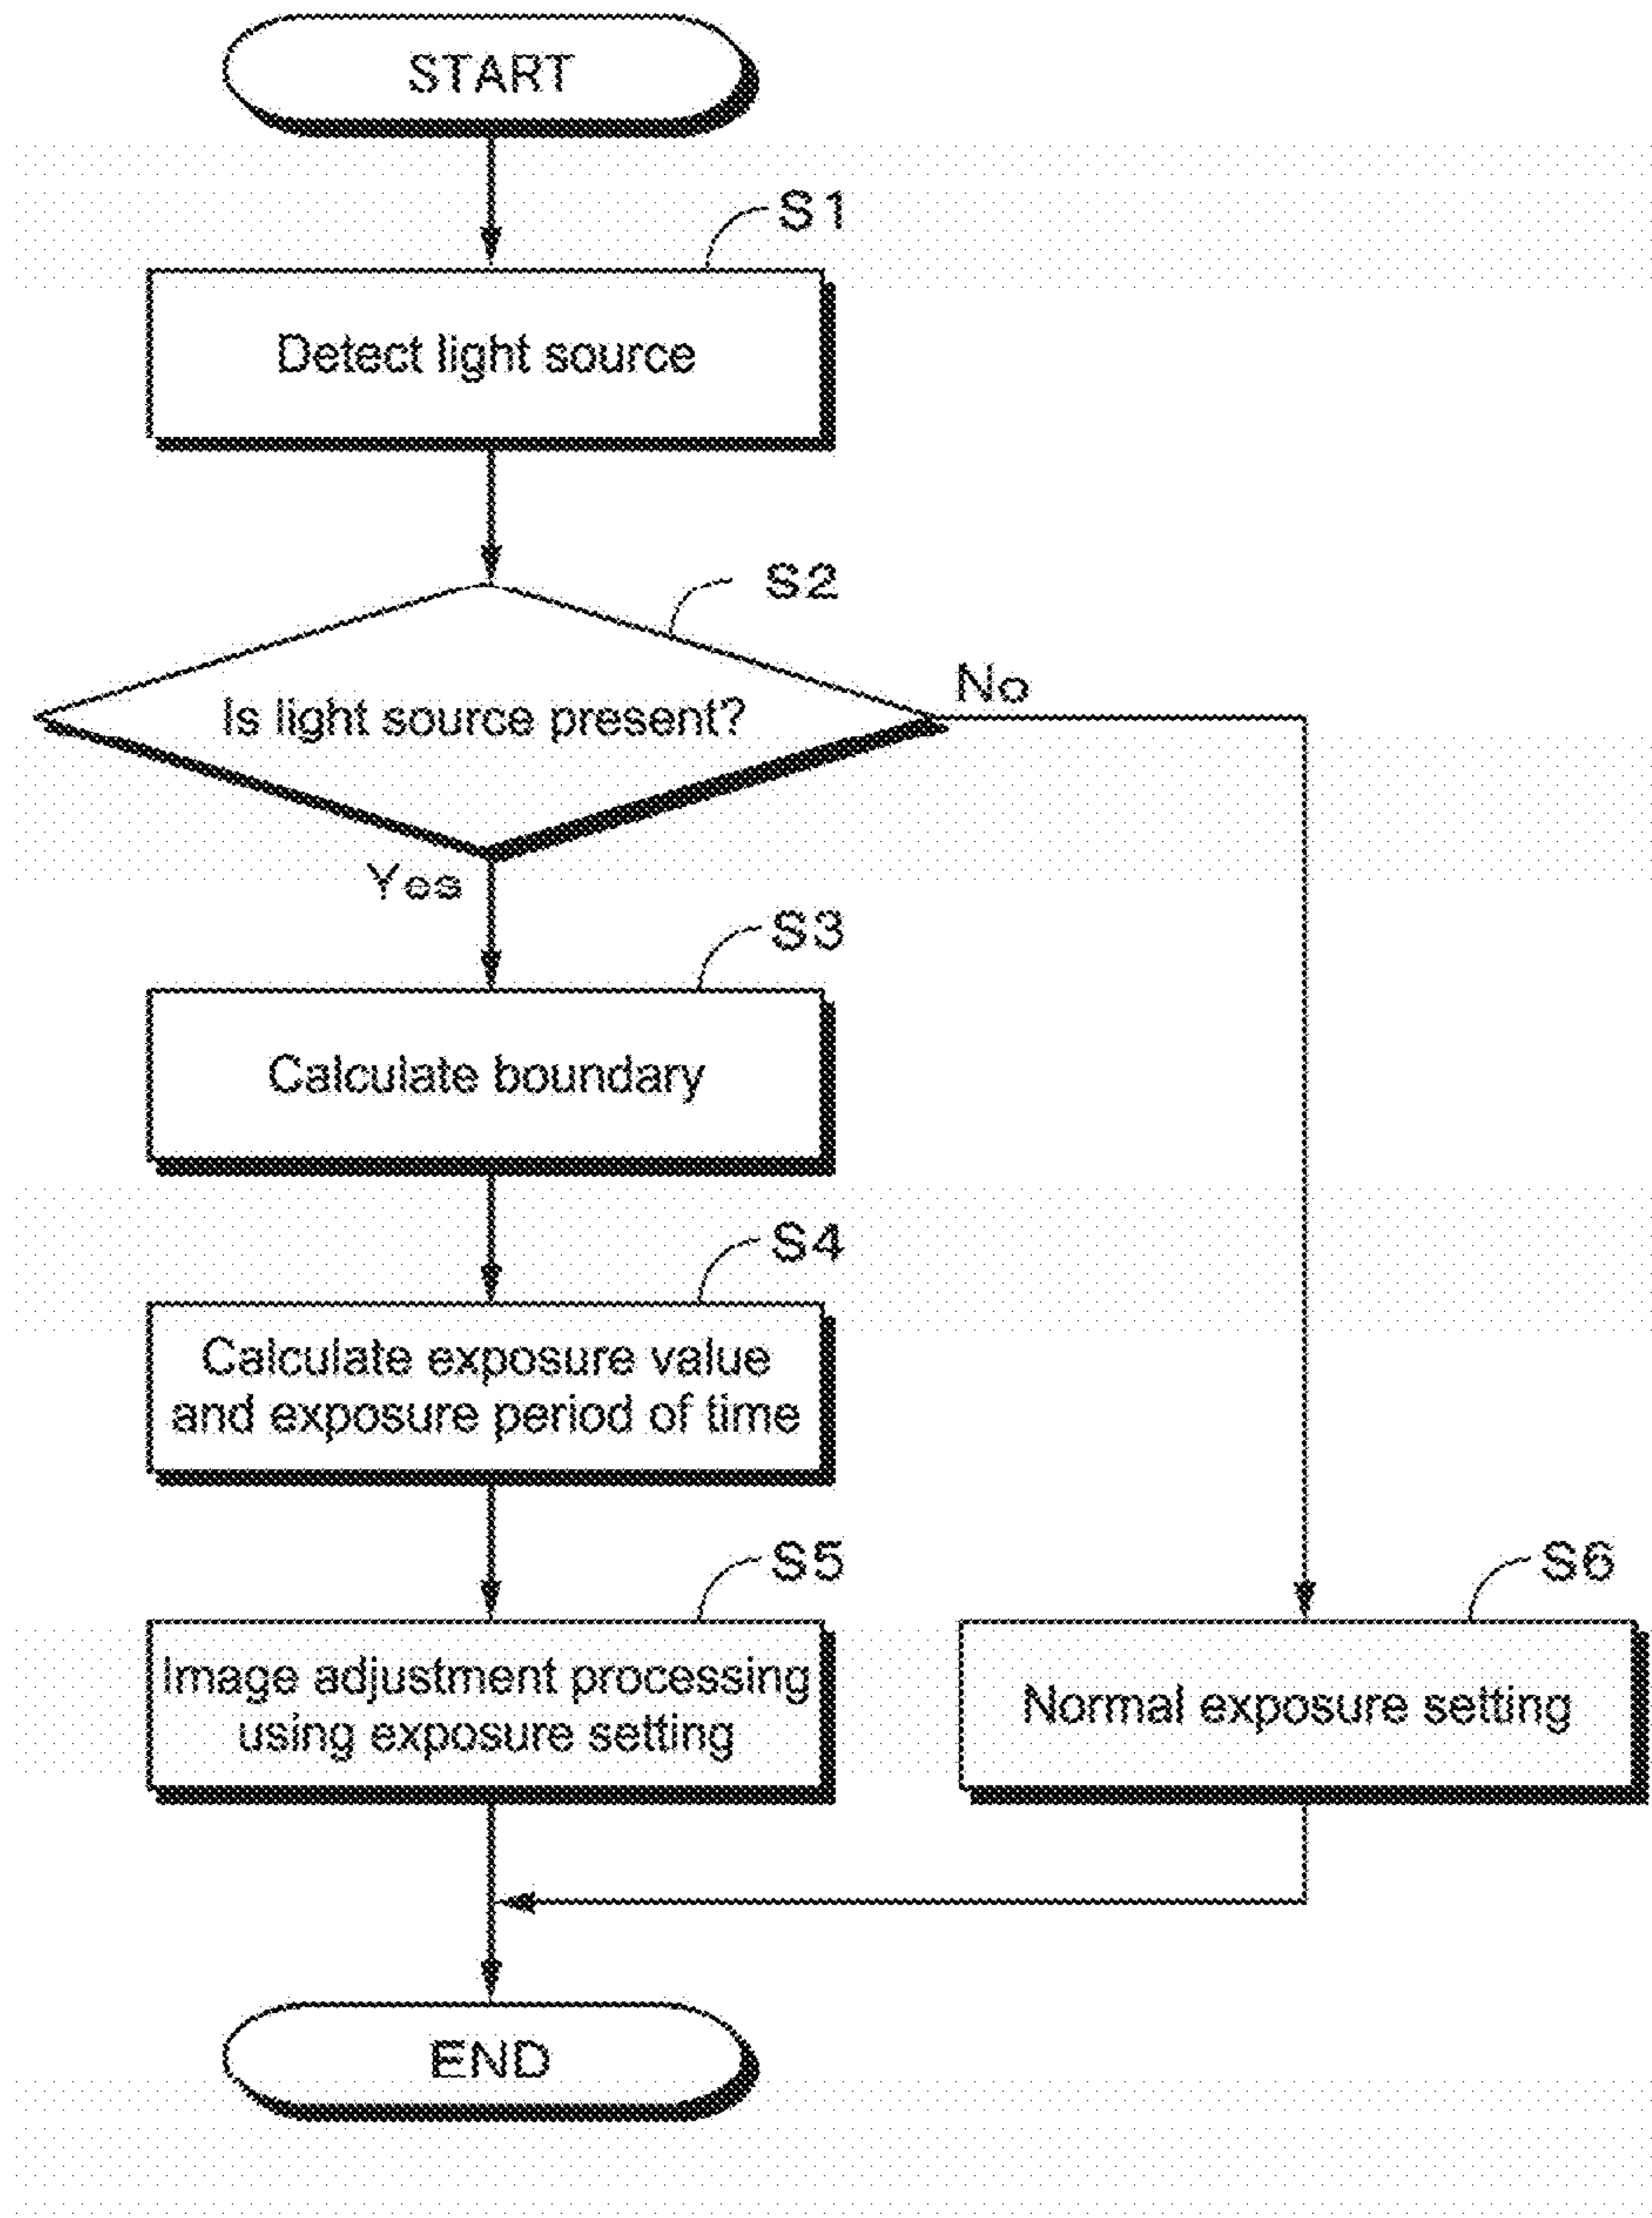 START
S1
Detect light source
S2
Is light source present?
No
Yes
S3
Calculate boundary
S4
Calculate exposure value
and exposure period of time
S5
Image adjustment processing
using exposure setting
S6
Normal exposure setting
END